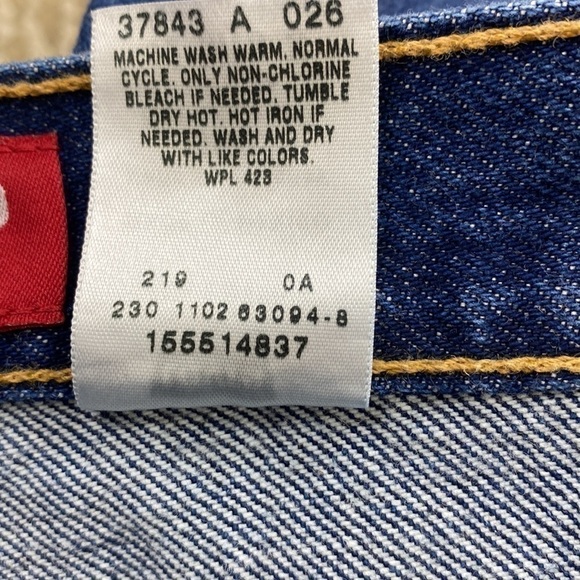 37843 A 026
MACHINE WASH WARM, NORMAL
CYCLE. ONLY NON-CHLORINE
BLEACH IF NEEDED. TUMBLE
DRY HOT. HOT IRON IF
NEEDED. WASH AND DRY
WITH LIKE COLORS.
WPL 423
219 0A
230 1102 63094-8
155514837